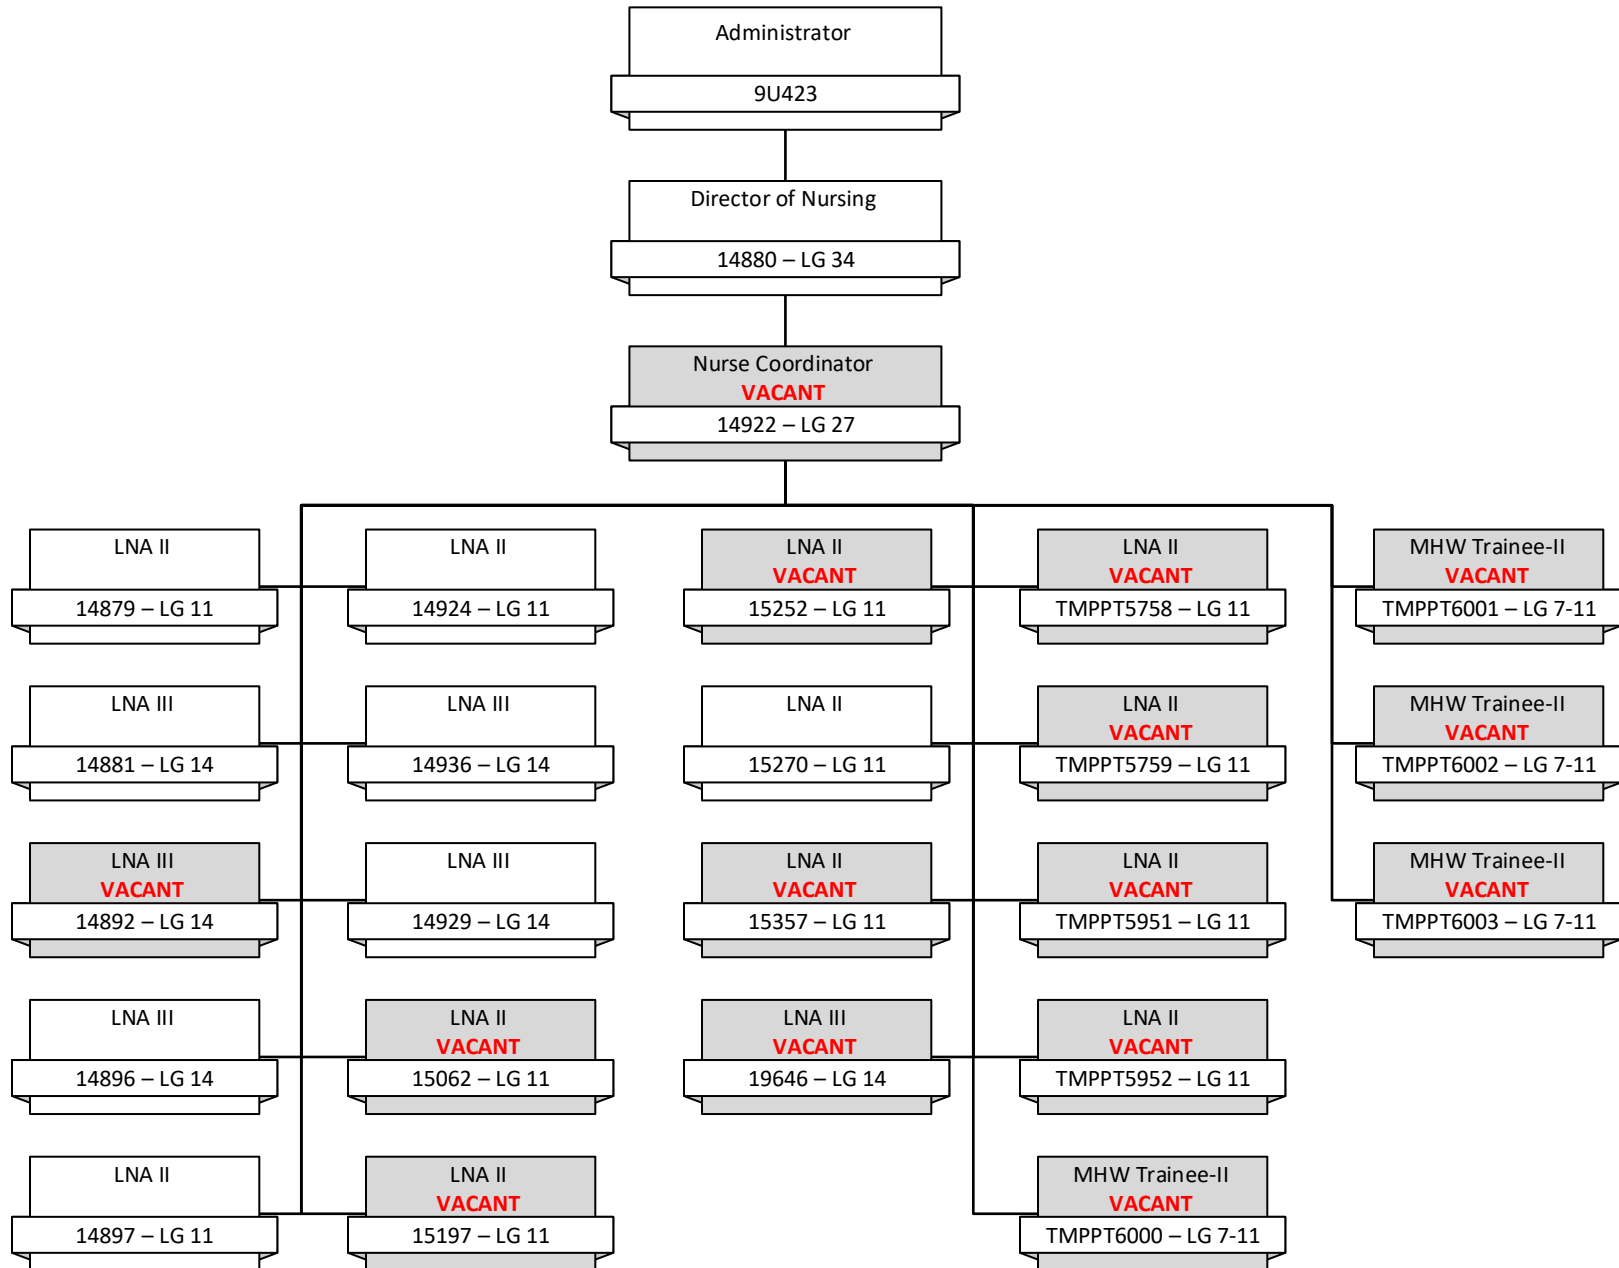 Administrator
9U423
Director of Nursing
14880 – LG 34
Nurse Coordinator
VACANT
14922 – LG 27
LNA II
14879 – LG 11
LNA II
14924 – LG 11
LNA II
VACANT
15252 – LG 11
LNA II
VACANT
TMPPT5758 – LG 11
MHW Trainee-II
VACANT
TMPPT6001 – LG 7-11
LNA III
14881 – LG 14
LNA III
14936 – LG 14
LNA II
15270 – LG 11
LNA II
VACANT
TMPPT5759 – LG 11
MHW Trainee-II
VACANT
TMPPT6002 – LG 7-11
LNA III
VACANT
14892 – LG 14
LNA III
14929 – LG 14
LNA II
VACANT
15357 – LG 11
LNA II
VACANT
TMPPT5951 – LG 11
MHW Trainee-II
VACANT
TMPPT6003 – LG 7-11
LNA III
14896 – LG 14
LNA II
VACANT
15062 – LG 11
LNA III
VACANT
19646 – LG 14
LNA II
VACANT
TMPPT5952 – LG 11
LNA II
14897 – LG 11
LNA II
VACANT
15197 – LG 11
MHW Trainee-II
VACANT
TMPPT6000 – LG 7-11